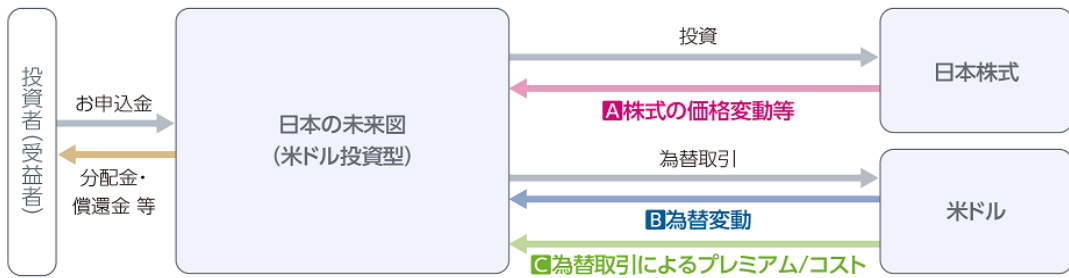 投資者(受益者)
お申込金
分配金・
償還金 等
日本の未来図
(米ドル投資型)
投資
A株式の価格変動等
日本株式
為替取引
B為替変動
C為替取引によるプレミアム/コスト
米ドル